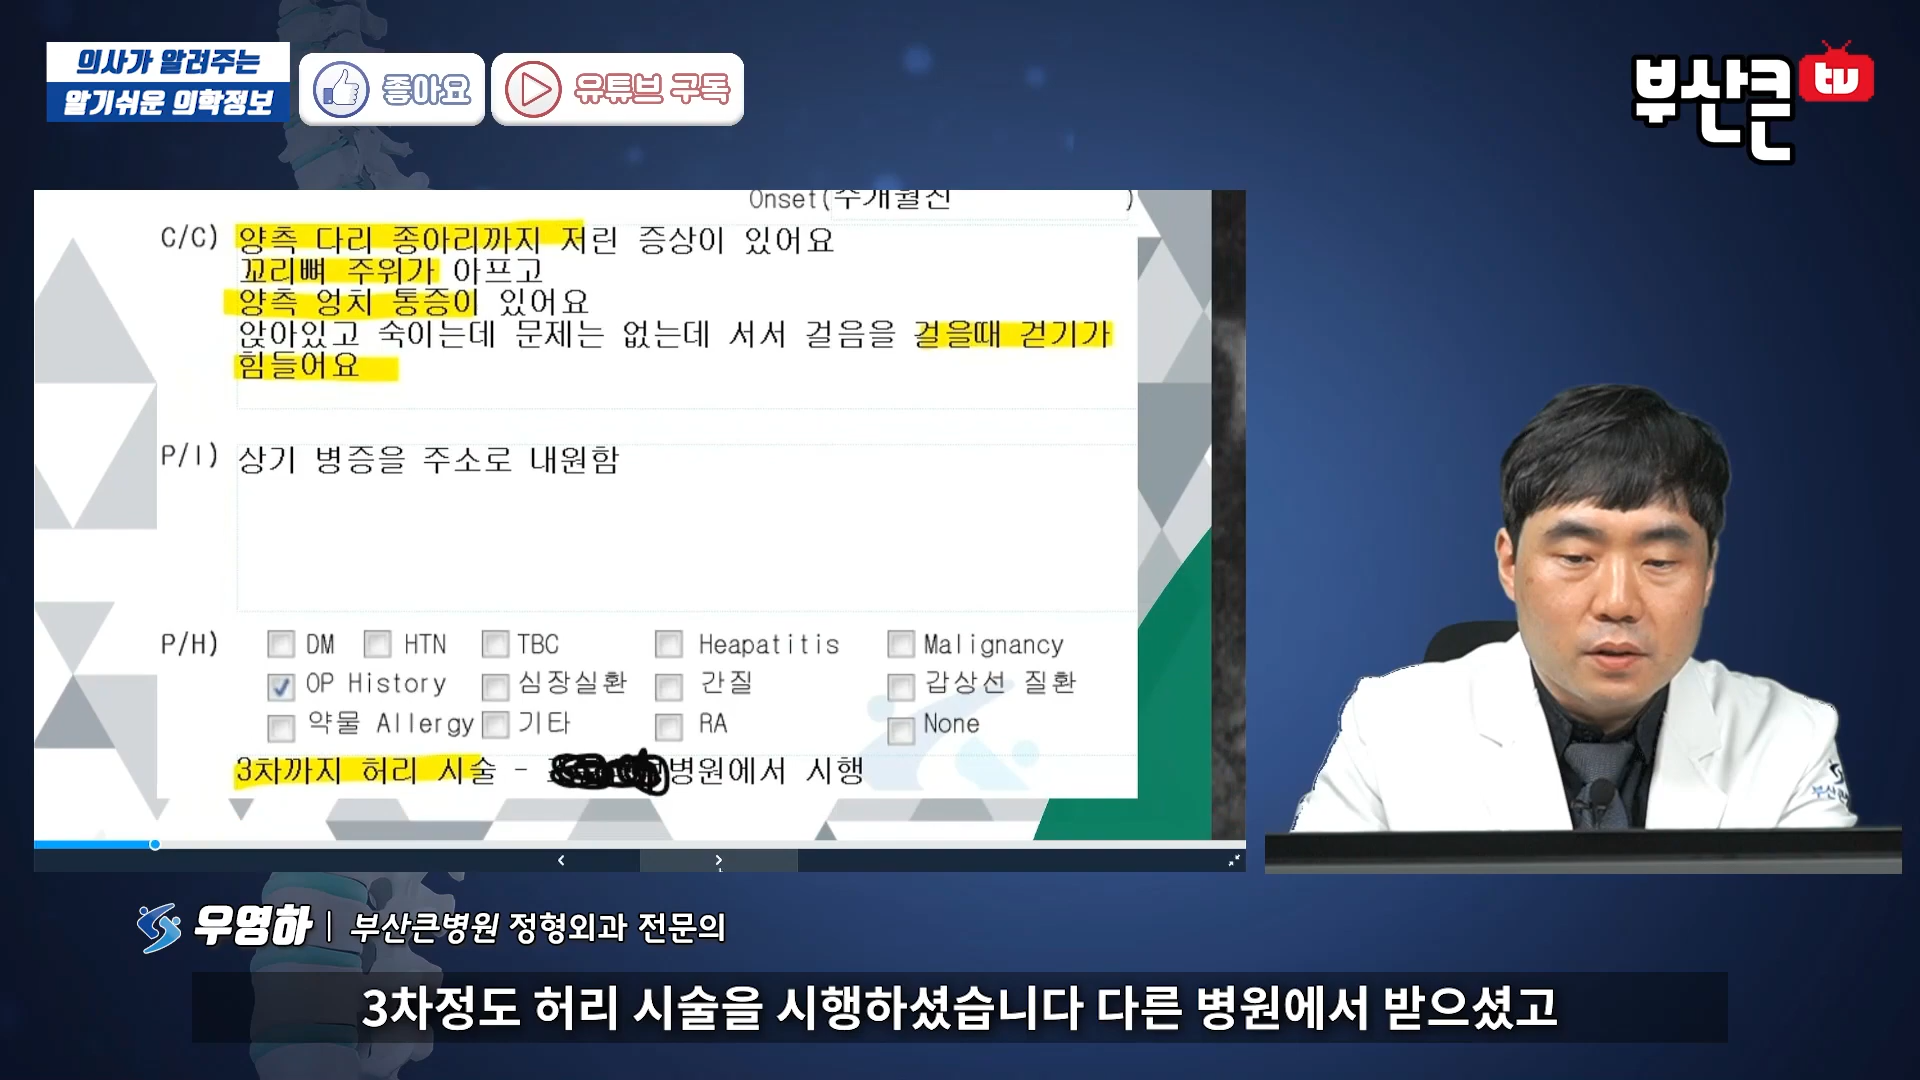 의사가 알려주는
알기쉬운 의학정보
좋아요
유튜브 구독
부산큰 tv
Onset(수개월전 )
C/C) 양측 다리 종아리까지 저린 증상이 있어요
꼬리뼈 주위가 아프고
양측 엉치 통증이 있어요
앉아있고 숙이는데 문제는 없는데 서서 걸음을 걸을때 걷기가
힘들어요
P/I) 상기 병증을 주소로 내원함
P/H) DM HTN TBC Heapatitis Malignancy
OP History 심장실환 간질 갑상선 질환
약물 Allergy 기타 RA None
3차까지 허리 시술 - 병원에서 시행
우영하 | 부산큰병원 정형외과 전문의
3차정도 허리 시술을 시행하셨습니다 다른 병원에서 받으셨고